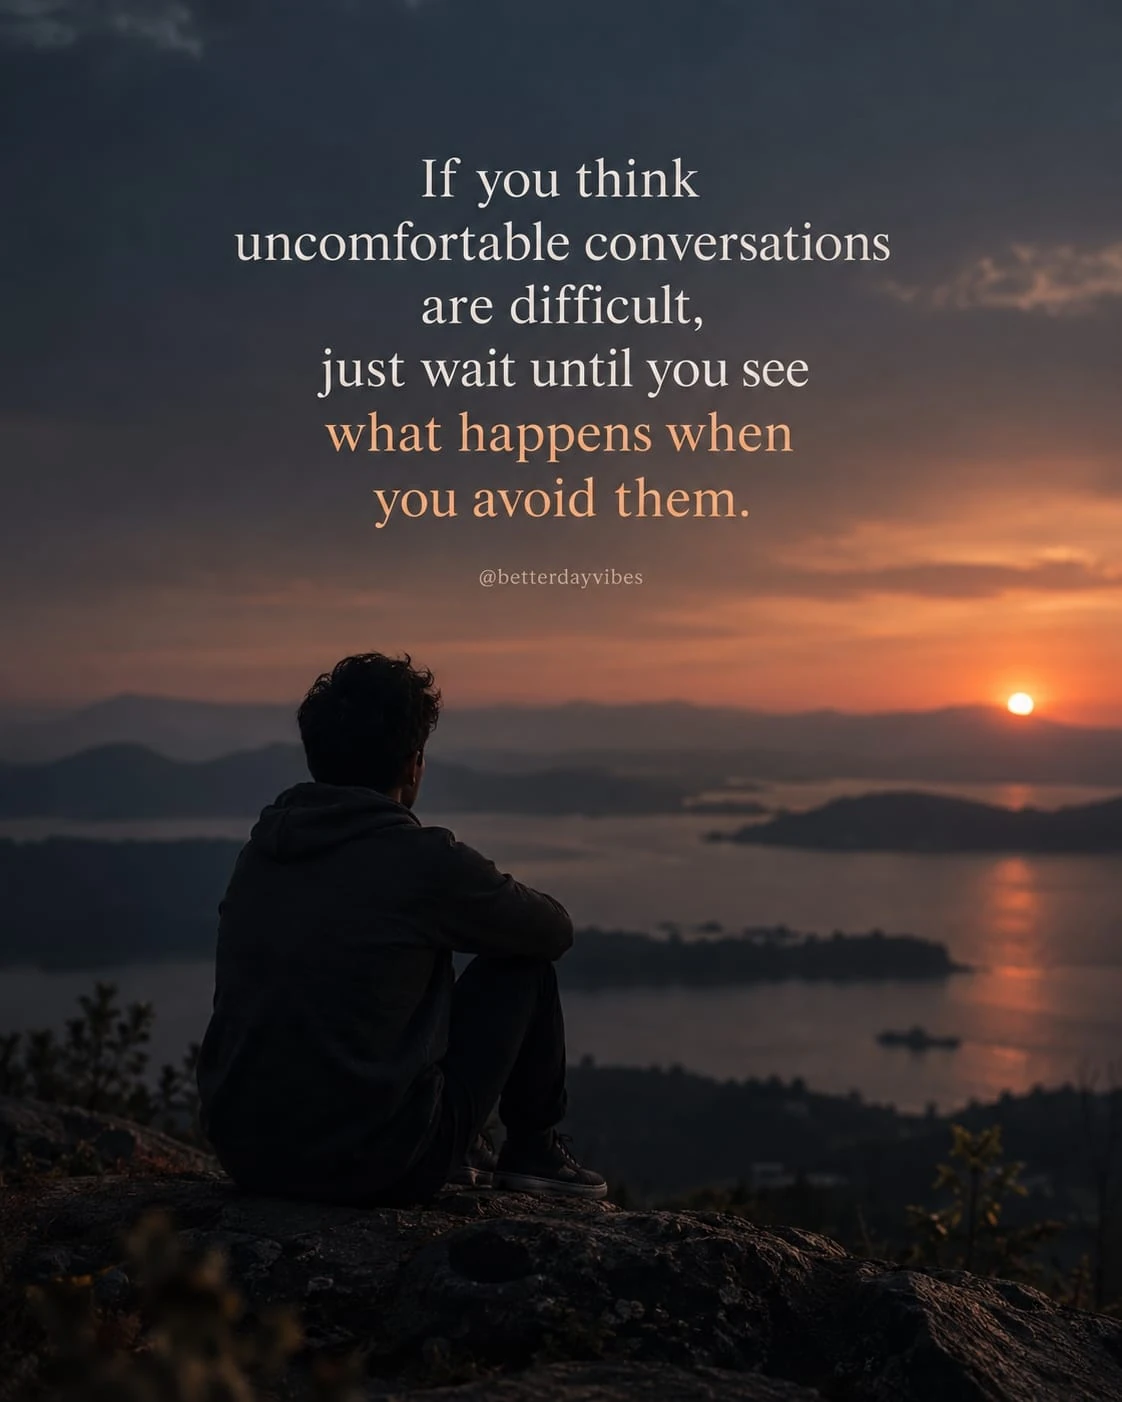 If you think
uncomfortable conversations
are difficult,
just wait until you see
what happens when
you avoid them.
@betterdayvibes